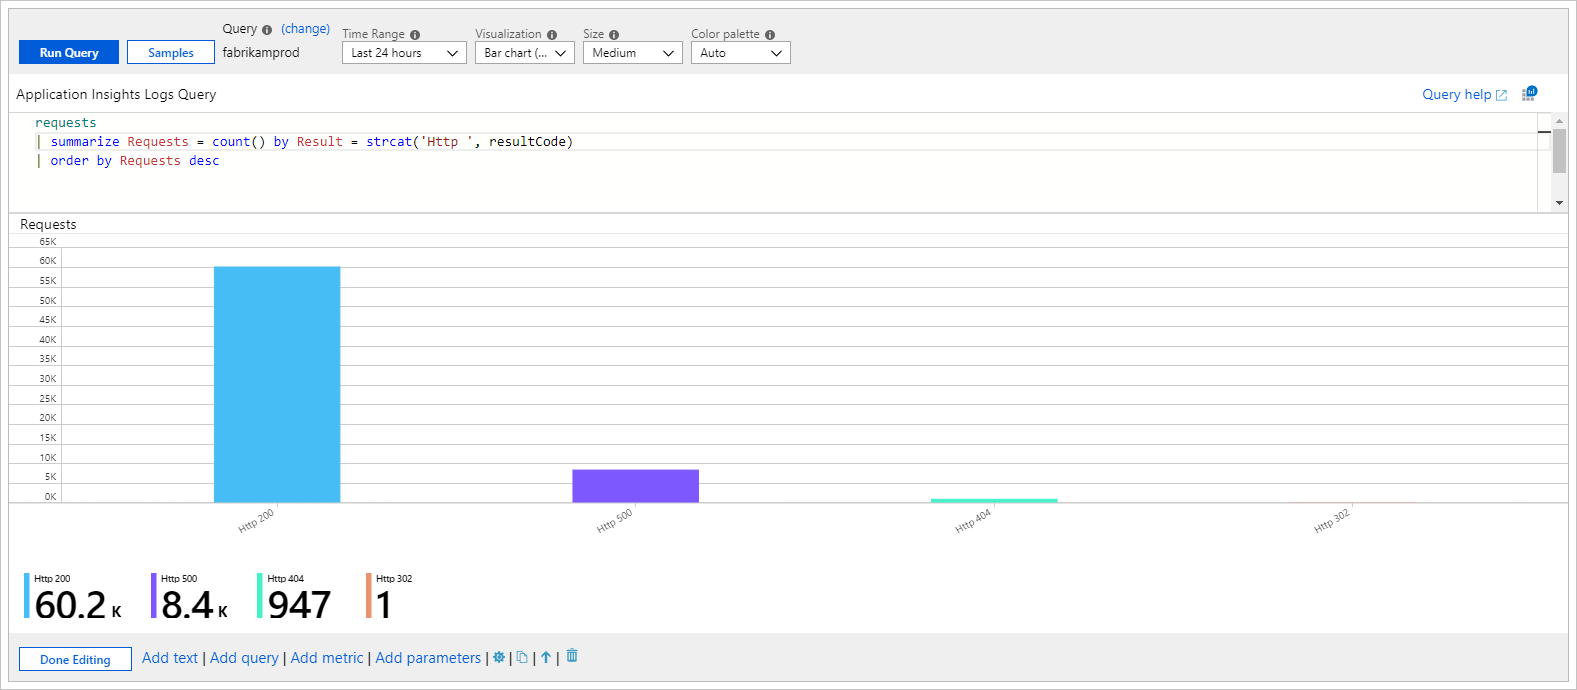 Run Query
Samples
Query (change)
fabrikamprod
Time Range
Last 24 hours
Visualization
Bar chart (...
Size
Medium
Color palette
Auto
Application Insights Logs Query
Query help
requests
| summarize Requests = count() by Result = strcat('Http ', resultCode)
| order by Requests desc
Requests
65K
60K
55K
50K
45K
40K
35K
30K
25K
20K
15K
10K
5K
0K
Http 200
Http 500
Http 404
Http 302
Http 200
60.2 K
Http 500
8.4 K
Http 404
947
Http 302
1
Done Editing
Add text | Add query | Add metric | Add parameters | | | |